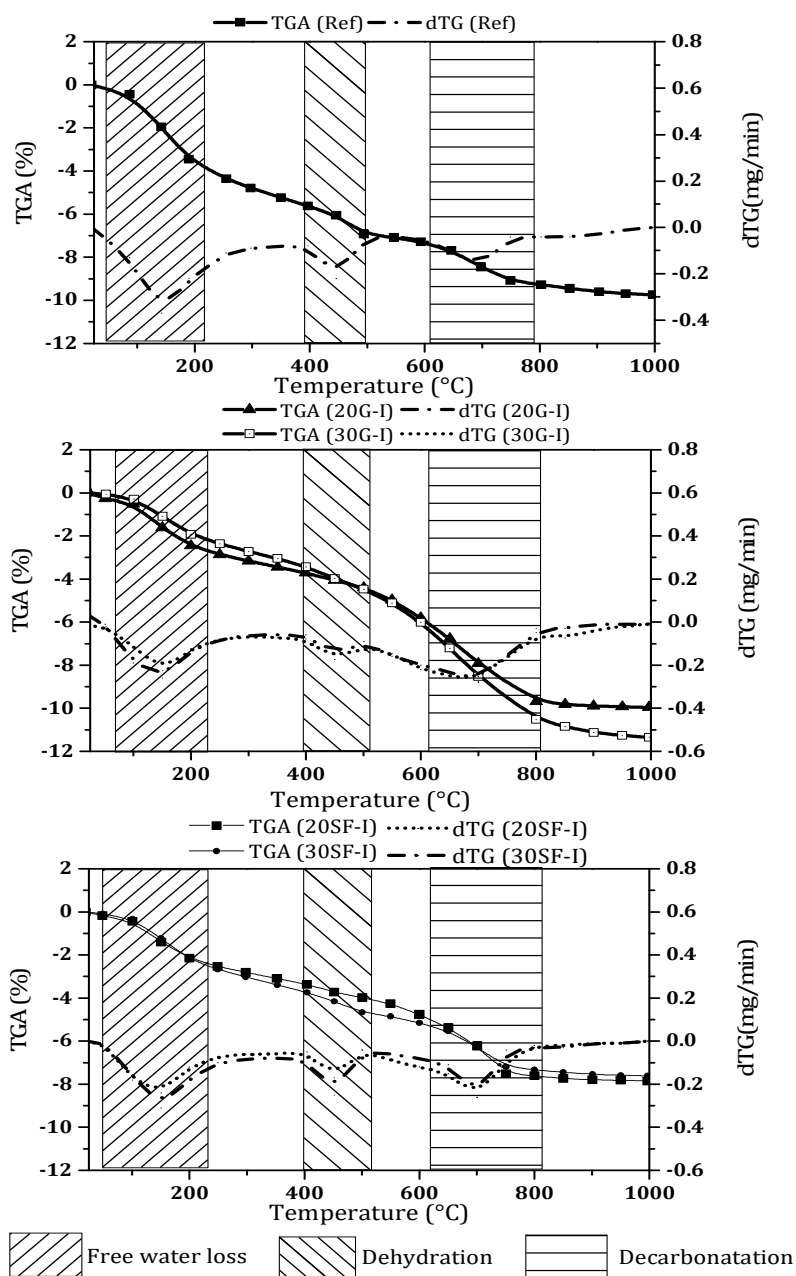 TGA (Ref) dTG (Ref)
2 0.8
0 0.6
-2 0.4
-4 0.2
-6 0.0
-8 -0.2
-10 -0.4
-12
TGA (%)
dTG(mg/min)
200 400 600 800 1000
Temperature (°C)
TGA (20G-I) dTG (20G-I)
TGA (30G-I) dTG (30G-I)
2 0.8
0 0.6
-2 0.4
-4 0.2
-6 0.0
-8 -0.2
-10 -0.4
-12 -0.6
TGA (%)
dTG (mg/min)
200 400 600 800 1000
Temperature (°C)
TGA (20SF-I) dTG (20SF-I)
TGA (30SF-I) dTG (30SF-I)
2 0.8
0 0.6
-2 0.4
-4 0.2
-6 0.0
-8 -0.2
-10 -0.4
-12 -0.6
TGA (%)
dTG(mg/min)
200 400 600 800 1000
Temperature (°C)
Free water loss Dehydration Decarbonatation